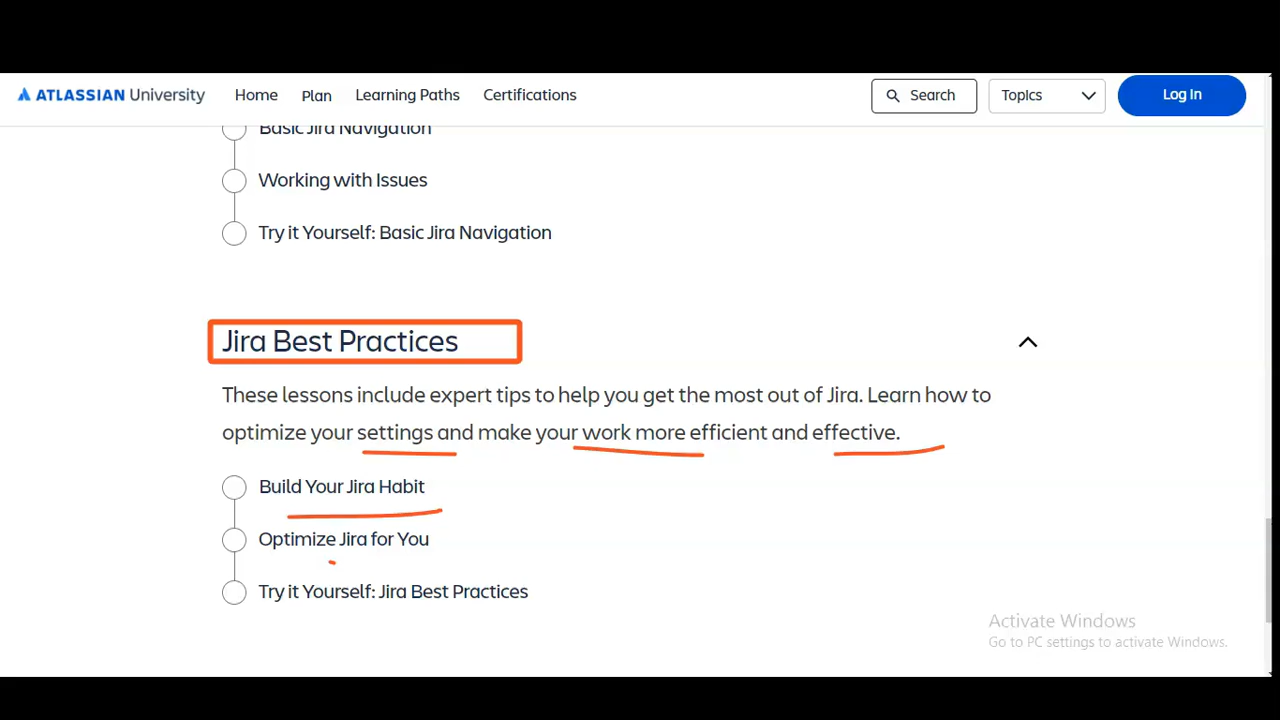 ATLASSIAN University Home Plan Learning Paths Certifications Search Topics Log In
Basic Jira Navigation
Working with Issues
Try it Yourself: Basic Jira Navigation
Jira Best Practices
These lessons include expert tips to help you get the most out of Jira. Learn how to
optimize your settings and make your work more efficient and effective.
Build Your Jira Habit
Optimize Jira for You
Try it Yourself: Jira Best Practices
Activate Windows
Go to PC settings to activate Windows.